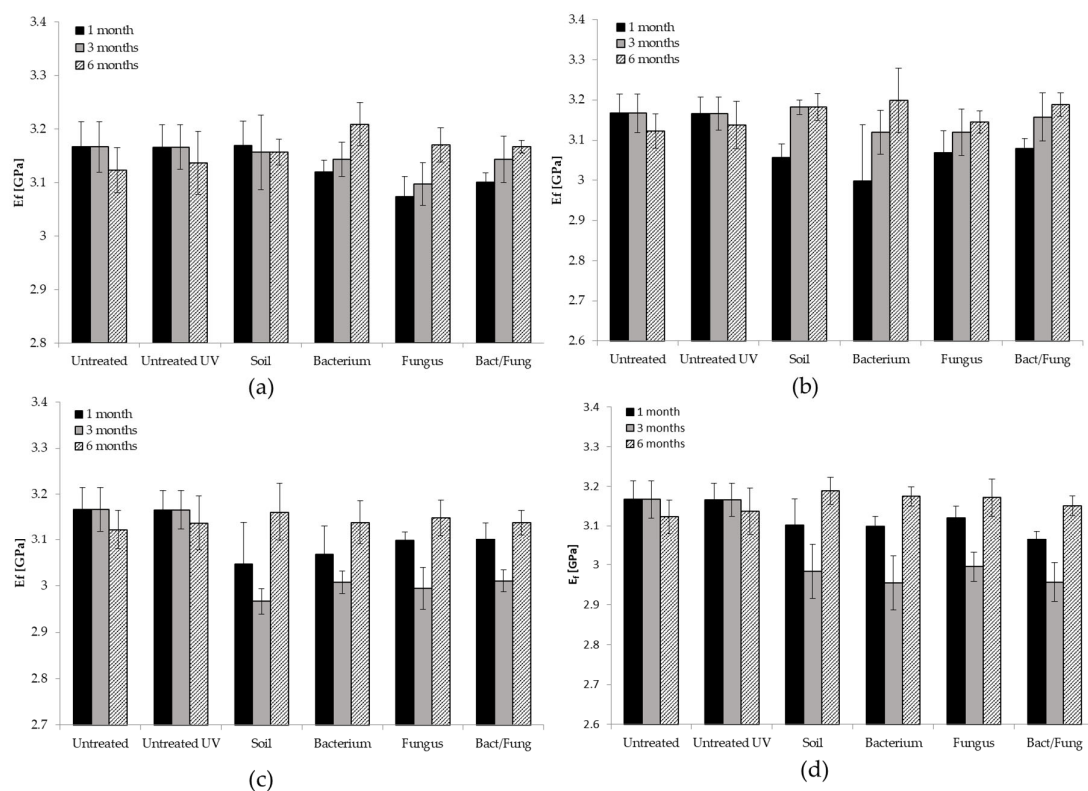 3.4
3.3
3.2
3.1
3
2.9
2.8
Ef [GPa]
1 month
3 months
6 months
Untreated Untreated UV Soil Bacterium Fungus Bact/Fung
(a)
3.4
3.3
3.2
3.1
3
2.9
2.8
2.7
2.6
Ef [GPa]
1 month
3 months
6 months
Untreated Untreated UV Soil Bacterium Fungus Bact/Fung
(b)
3.4
3.3
3.2
3.1
3
2.9
2.8
2.7
Ef [GPa]
1 month
3 months
6 months
Untreated Untreated UV Soil Bacterium Fungus Bact/Fung
(c)
3.4
3.3
3.2
3.1
3
2.9
2.8
2.7
2.6
Ef [GPa]
1 month
3 months
6 months
Untreated Untreated UV Soil Bacterium Fungus Bact/Fung
(d)